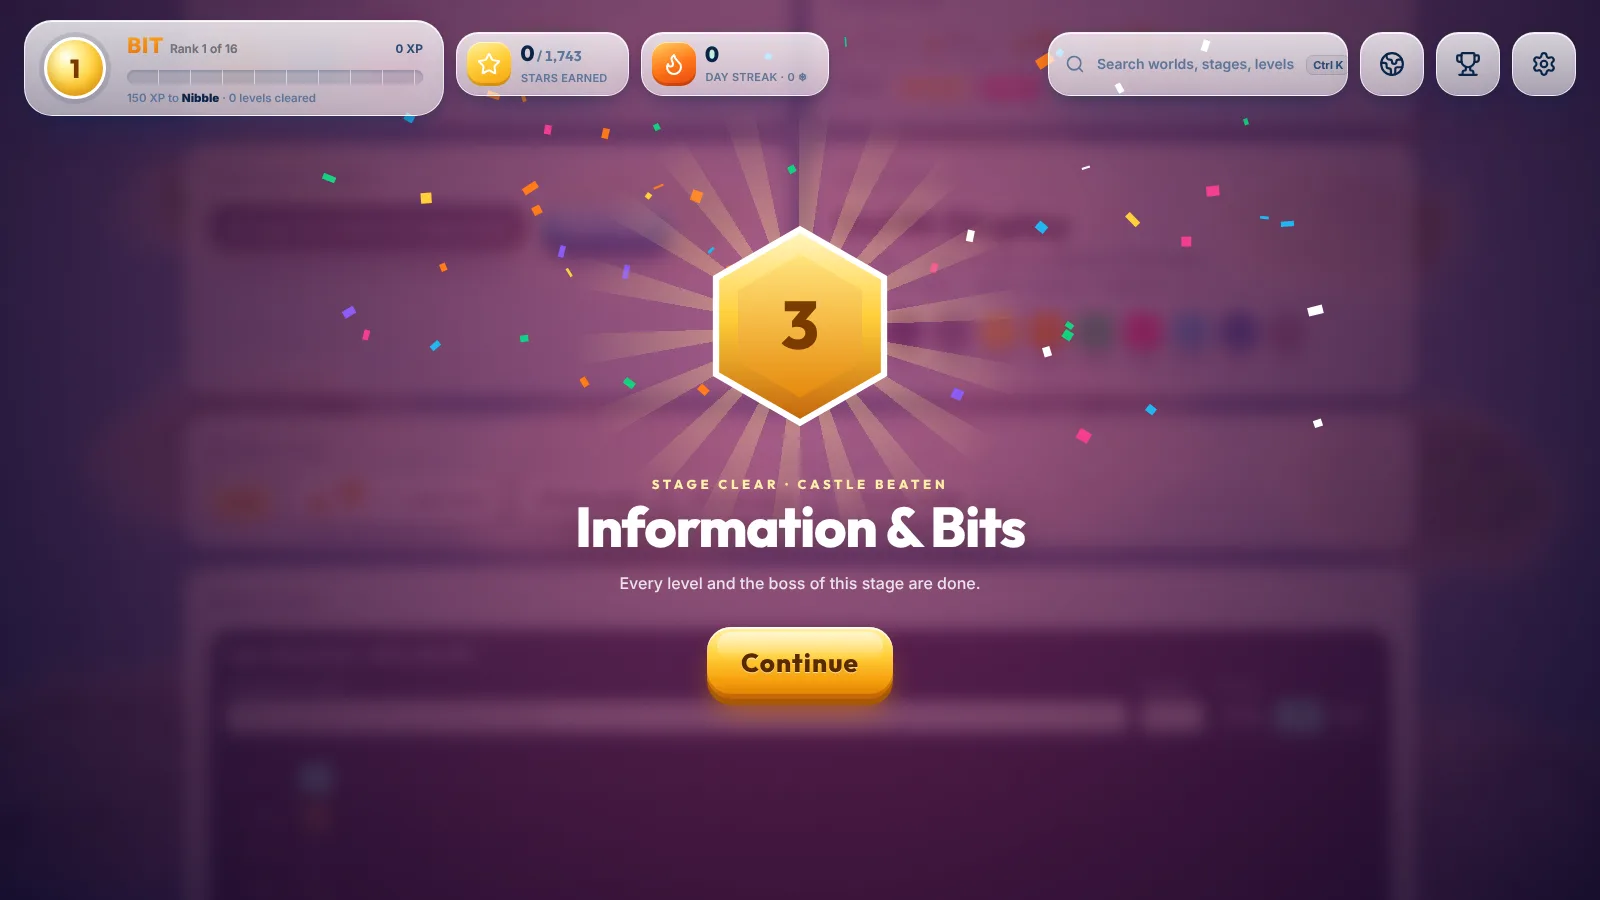 1
BIT Rank 1 of 16 0 XP
150 XP to Nibble · 0 levels cleared
0 / 1,743
STARS EARNED
0
DAY STREAK · 0 ❄
Search worlds, stages, levels Ctrl K
3
STAGE CLEAR · CASTLE BEATEN
Information & Bits
Every level and the boss of this stage are done.
Continue